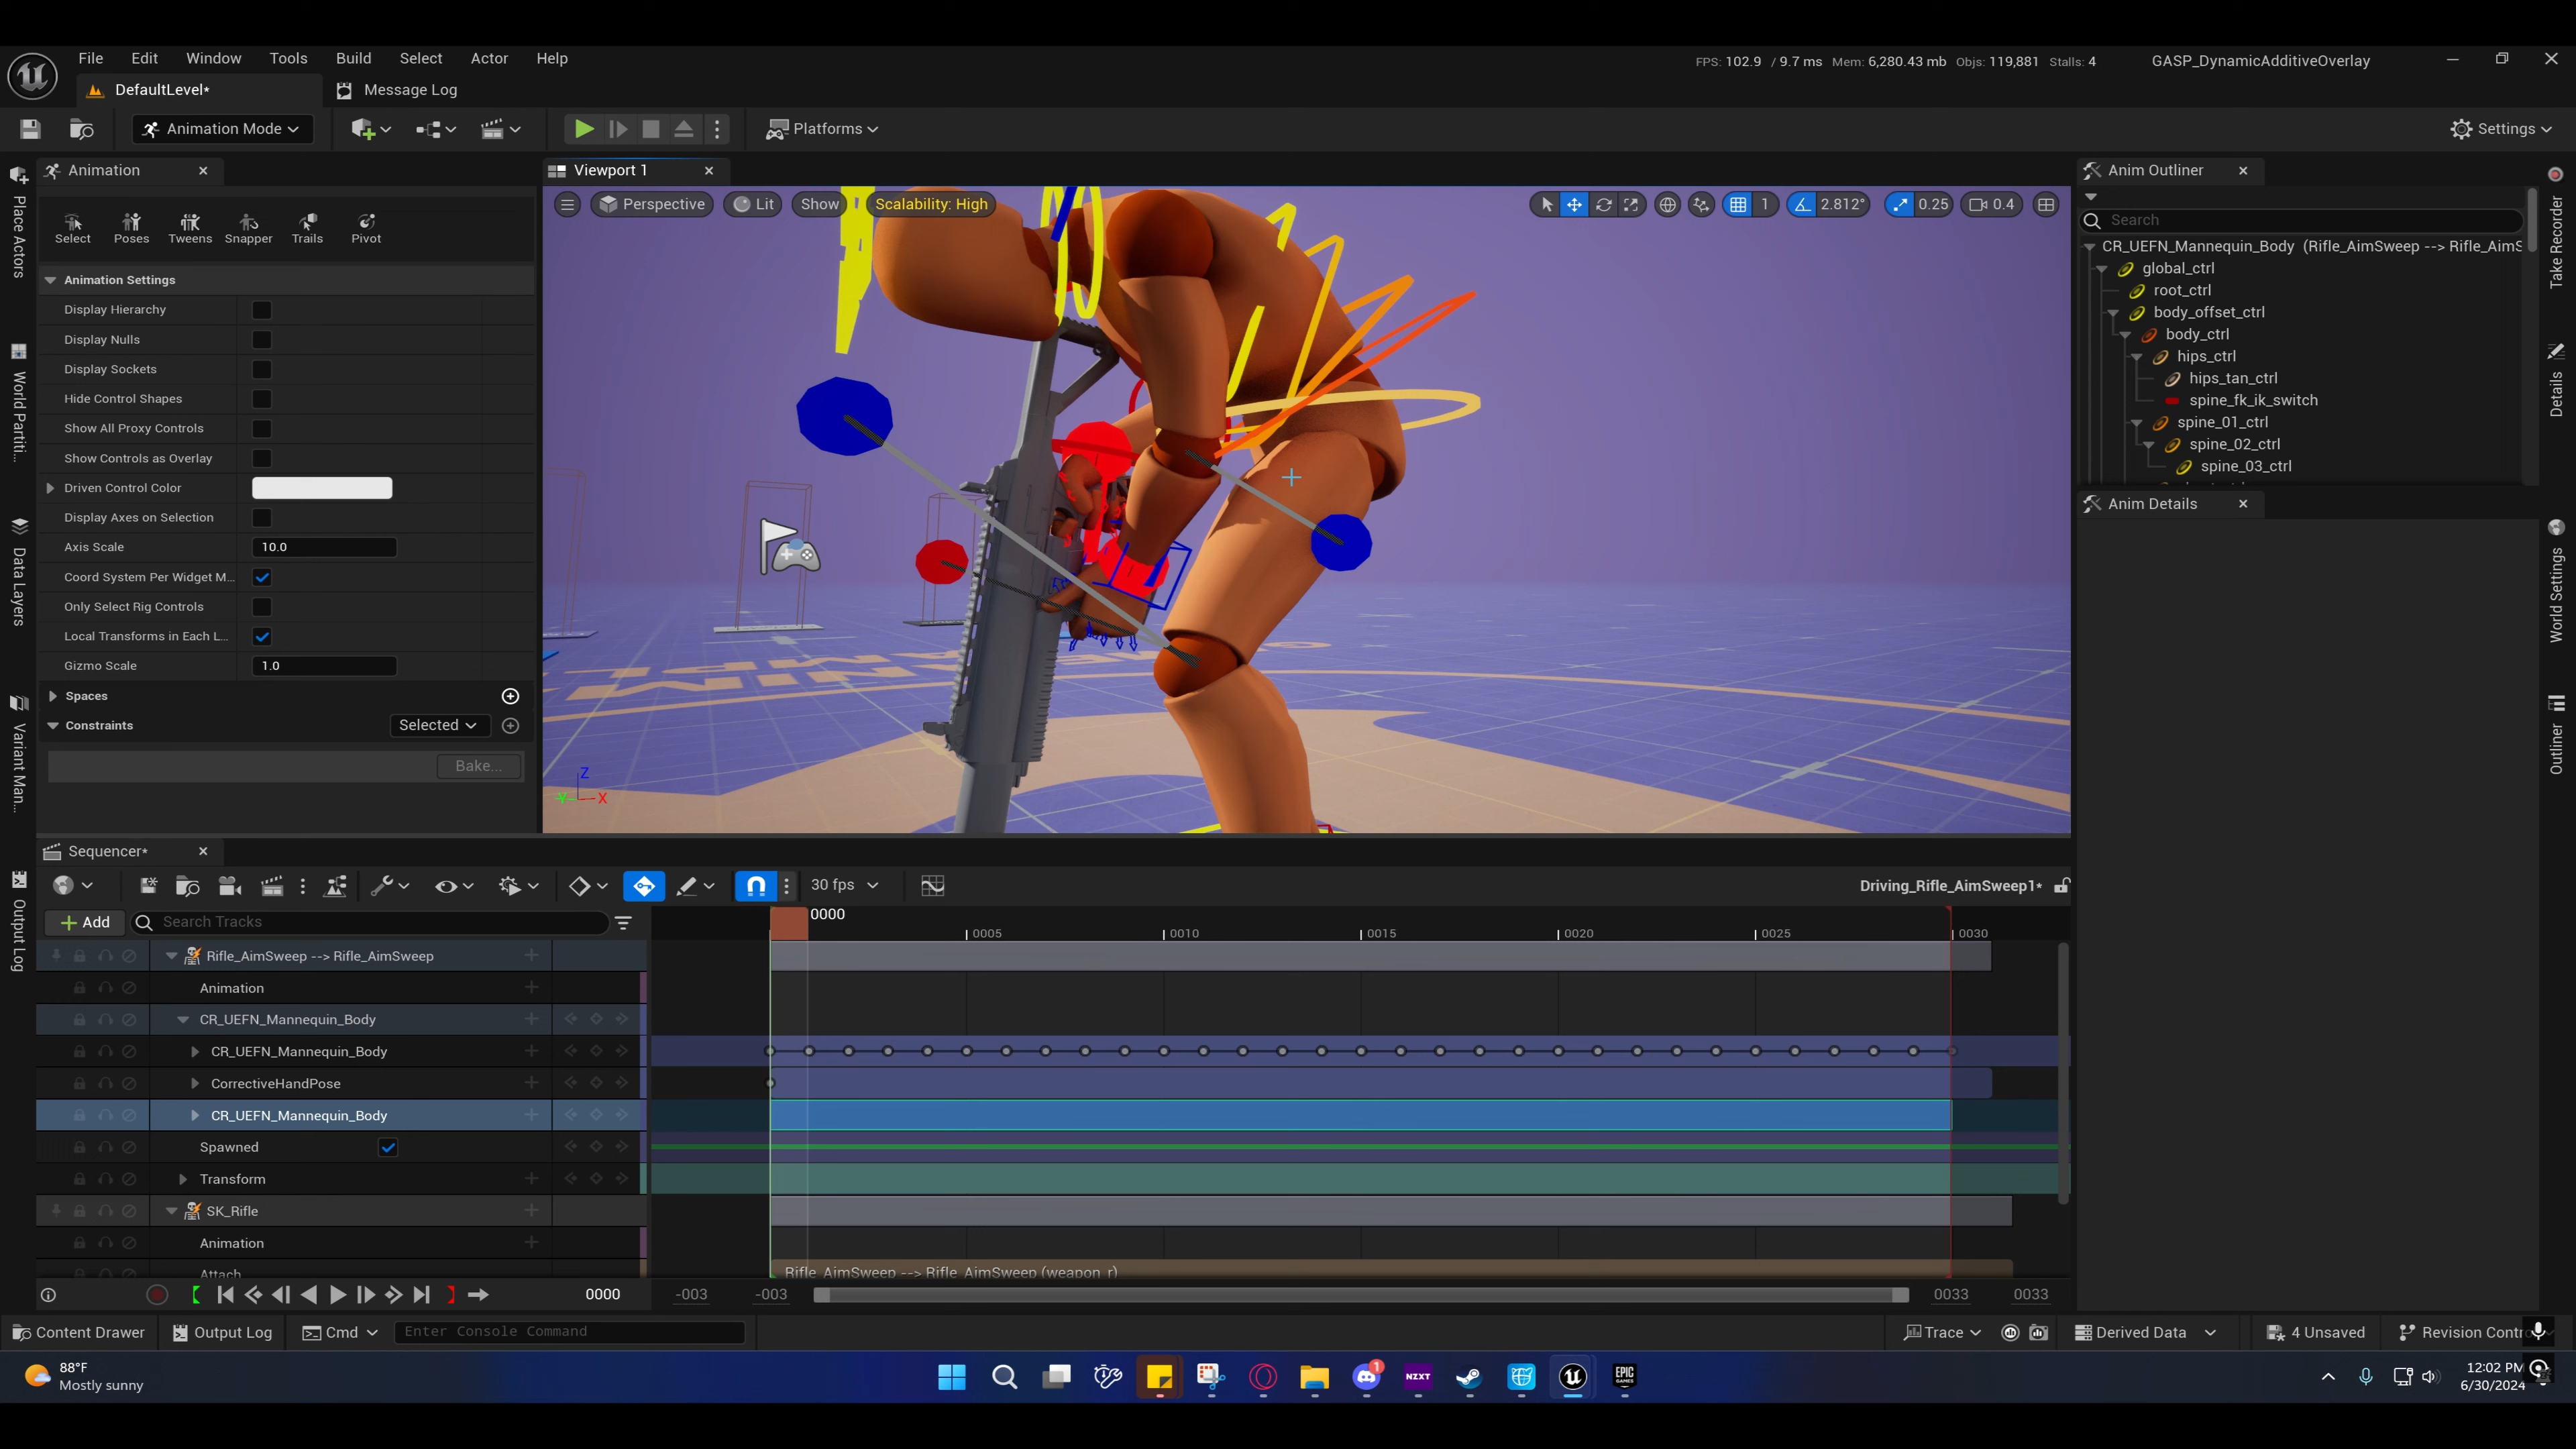 File Edit Window Tools Build Select Actor Help
FPS: 102.9 / 9.7 ms Mem: 6,280.43 mb Objs: 119,881 Stalls: 4
GASP_DynamicAdditiveOverlay
DefaultLevel*
Message Log
Animation Mode
Platforms
Settings
Animation
Select
Poses
Tweens
Snapper
Trails
Pivot
Animation Settings
Display Hierarchy
Display Nulls
Display Sockets
Hide Control Shapes
Show All Proxy Controls
Show Controls as Overlay
Driven Control Color
Display Axes on Selection
Axis Scale 10.0
Coord System Per Widget M...
Only Select Rig Controls
Local Transforms in Each L...
Gizmo Scale 1.0
Spaces
Constraints Selected
Bake...
Place Actors
World Partiti...
Data Layers
Variant Man...
Output Log
Viewport 1
Perspective
Lit
Show
Scalability: High
1
2.812°
0.25
0.4
Z
Y
X
Anim Outliner
Search
CR_UEFN_Mannequin_Body (Rifle_AimSweep --> Rifle_AimS
global_ctrl
root_ctrl
body_offset_ctrl
body_ctrl
hips_ctrl
hips_tan_ctrl
spine_fk_ik_switch
spine_01_ctrl
spine_02_ctrl
spine_03_ctrl
Anim Details
Take Recorder
Details
World Settings
Outliner
Sequencer*
30 fps
Driving_Rifle_AimSweep1*
Add
Search Tracks
0000
0005
0010
0015
0020
0025
0030
Rifle_AimSweep --> Rifle_AimSweep
Animation
CR_UEFN_Mannequin_Body
CR_UEFN_Mannequin_Body
CorrectiveHandPose
CR_UEFN_Mannequin_Body
Spawned
Transform
SK_Rifle
Animation
Attach
Rifle_AimSweep --> Rifle_AimSweep (weapon_r)
0000
-003
-003
0033
0033
Content Drawer
Output Log
Cmd
Enter Console Command
Trace
Derived Data
4 Unsaved
Revision Contr
88°F
Mostly sunny
1
NZXT
EPIC
GAMES
12:02 PM
6/30/2024